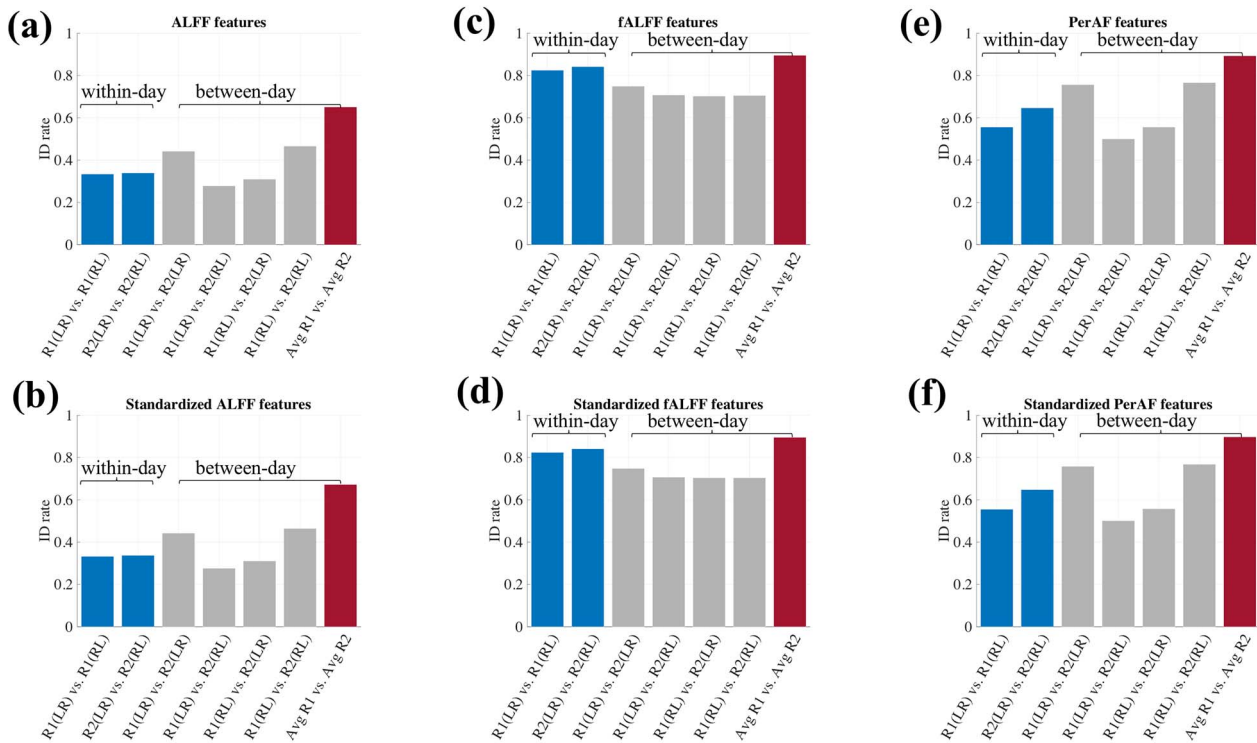 (a)
ALFF features
1
0.8
0.6
0.4
0.2
0
ID rate
within-day
between-day
R1(LR) vs. R1(RL)
R2(LR) vs. R2(RL)
R1(LR) vs. R2(LR)
R1(LR) vs. R2(RL)
R1(RL) vs. R2(LR)
R1(RL) vs. R2(RL)
Avg R1 vs. Avg R2
(c)
fALFF features
1
0.8
0.6
0.4
0.2
0
ID rate
within-day
between-day
R1(LR) vs. R1(RL)
R2(LR) vs. R2(RL)
R1(LR) vs. R2(LR)
R1(LR) vs. R2(RL)
R1(RL) vs. R2(LR)
R1(RL) vs. R2(RL)
Avg R1 vs. Avg R2
(e)
PerAF features
1
0.8
0.6
0.4
0.2
0
ID rate
within-day
between-day
R1(LR) vs. R1(RL)
R2(LR) vs. R2(RL)
R1(LR) vs. R2(LR)
R1(LR) vs. R2(RL)
R1(RL) vs. R2(LR)
R1(RL) vs. R2(RL)
Avg R1 vs. Avg R2
(b)
Standardized ALFF features
1
0.8
0.6
0.4
0.2
0
ID rate
within-day
between-day
R1(LR) vs. R1(RL)
R2(LR) vs. R2(RL)
R1(LR) vs. R2(LR)
R1(LR) vs. R2(RL)
R1(RL) vs. R2(LR)
R1(RL) vs. R2(RL)
Avg R1 vs. Avg R2
(d)
Standardized fALFF features
1
0.8
0.6
0.4
0.2
0
ID rate
within-day
between-day
R1(LR) vs. R1(RL)
R2(LR) vs. R2(RL)
R1(LR) vs. R2(LR)
R1(LR) vs. R2(RL)
R1(RL) vs. R2(LR)
R1(RL) vs. R2(RL)
Avg R1 vs. Avg R2
(f)
Standardized PerAF features
1
0.8
0.6
0.4
0.2
0
ID rate
within-day
between-day
R1(LR) vs. R1(RL)
R2(LR) vs. R2(RL)
R1(LR) vs. R2(LR)
R1(LR) vs. R2(RL)
R1(RL) vs. R2(LR)
R1(RL) vs. R2(RL)
Avg R1 vs. Avg R2